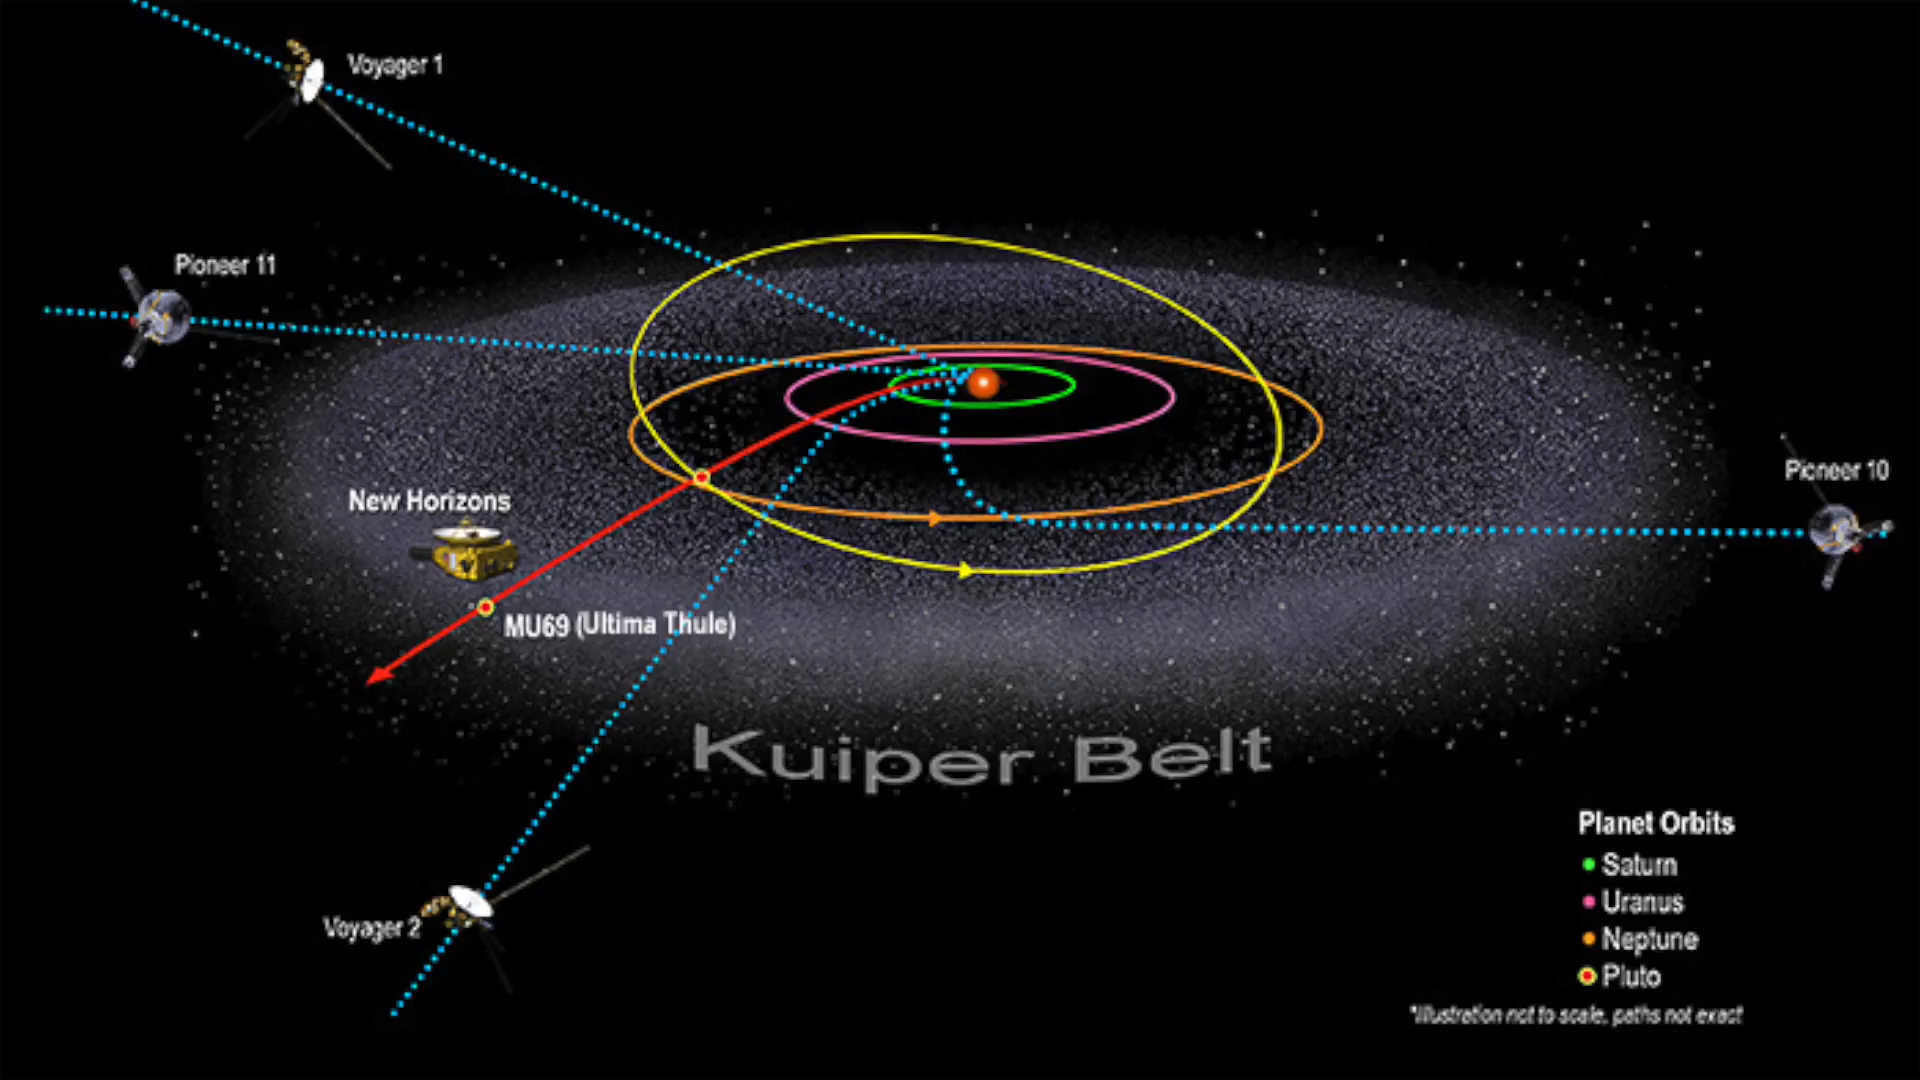 Voyager 1
Pioneer 11
Pioneer 10
New Horizons
MU69 (Ultima Thule)
Kuiper Belt
Voyager 2
Planet Orbits
Saturn
Uranus
Neptune
Pluto
*Illustration not to scale, paths not exact